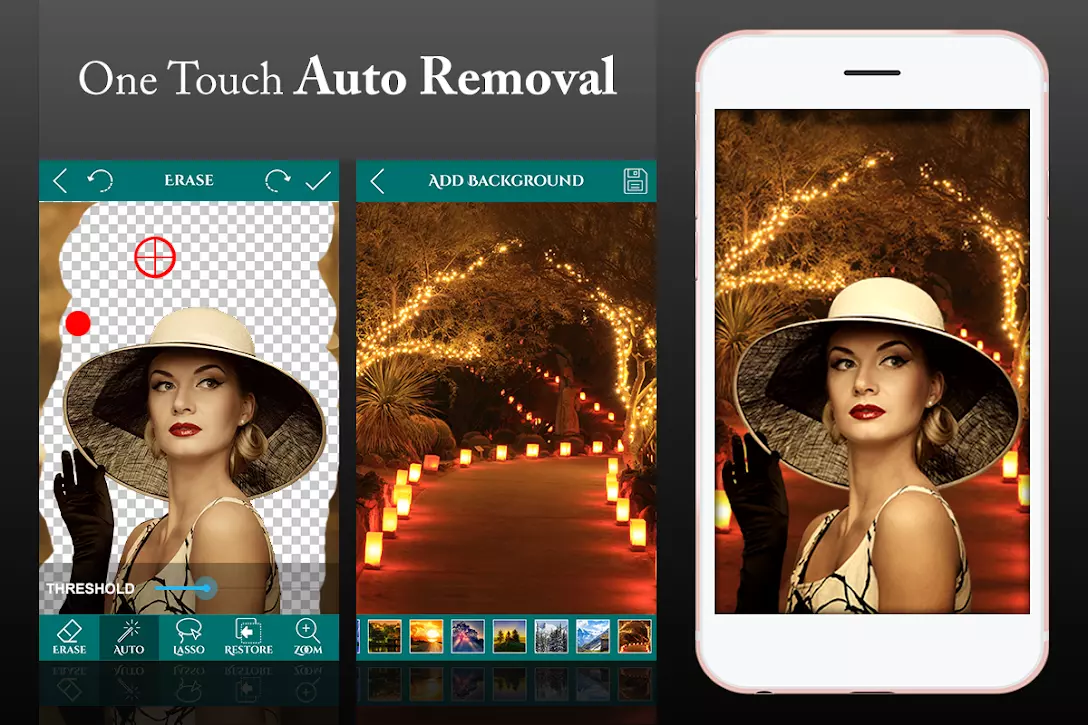 One Touch Auto Removal
ERASE
ADD BACKGROUND
THRESHOLD
ERASE AUTO LASSO RESTORE ZOOM